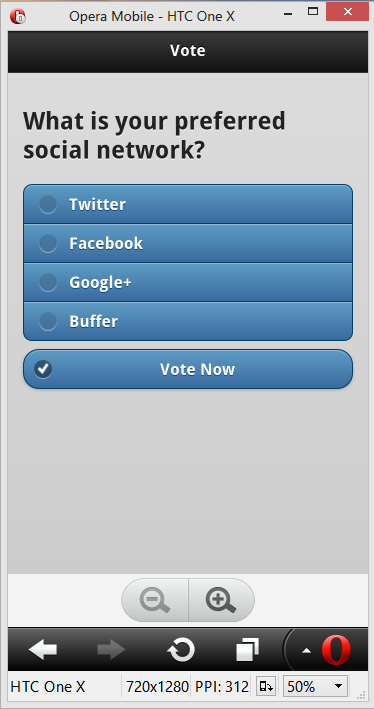 Opera Mobile - HTC One X
Vote
What is your preferred
social network?
Twitter
Facebook
Google+
Buffer
Vote Now
HTC One X 720x1280 PPI: 312 50%